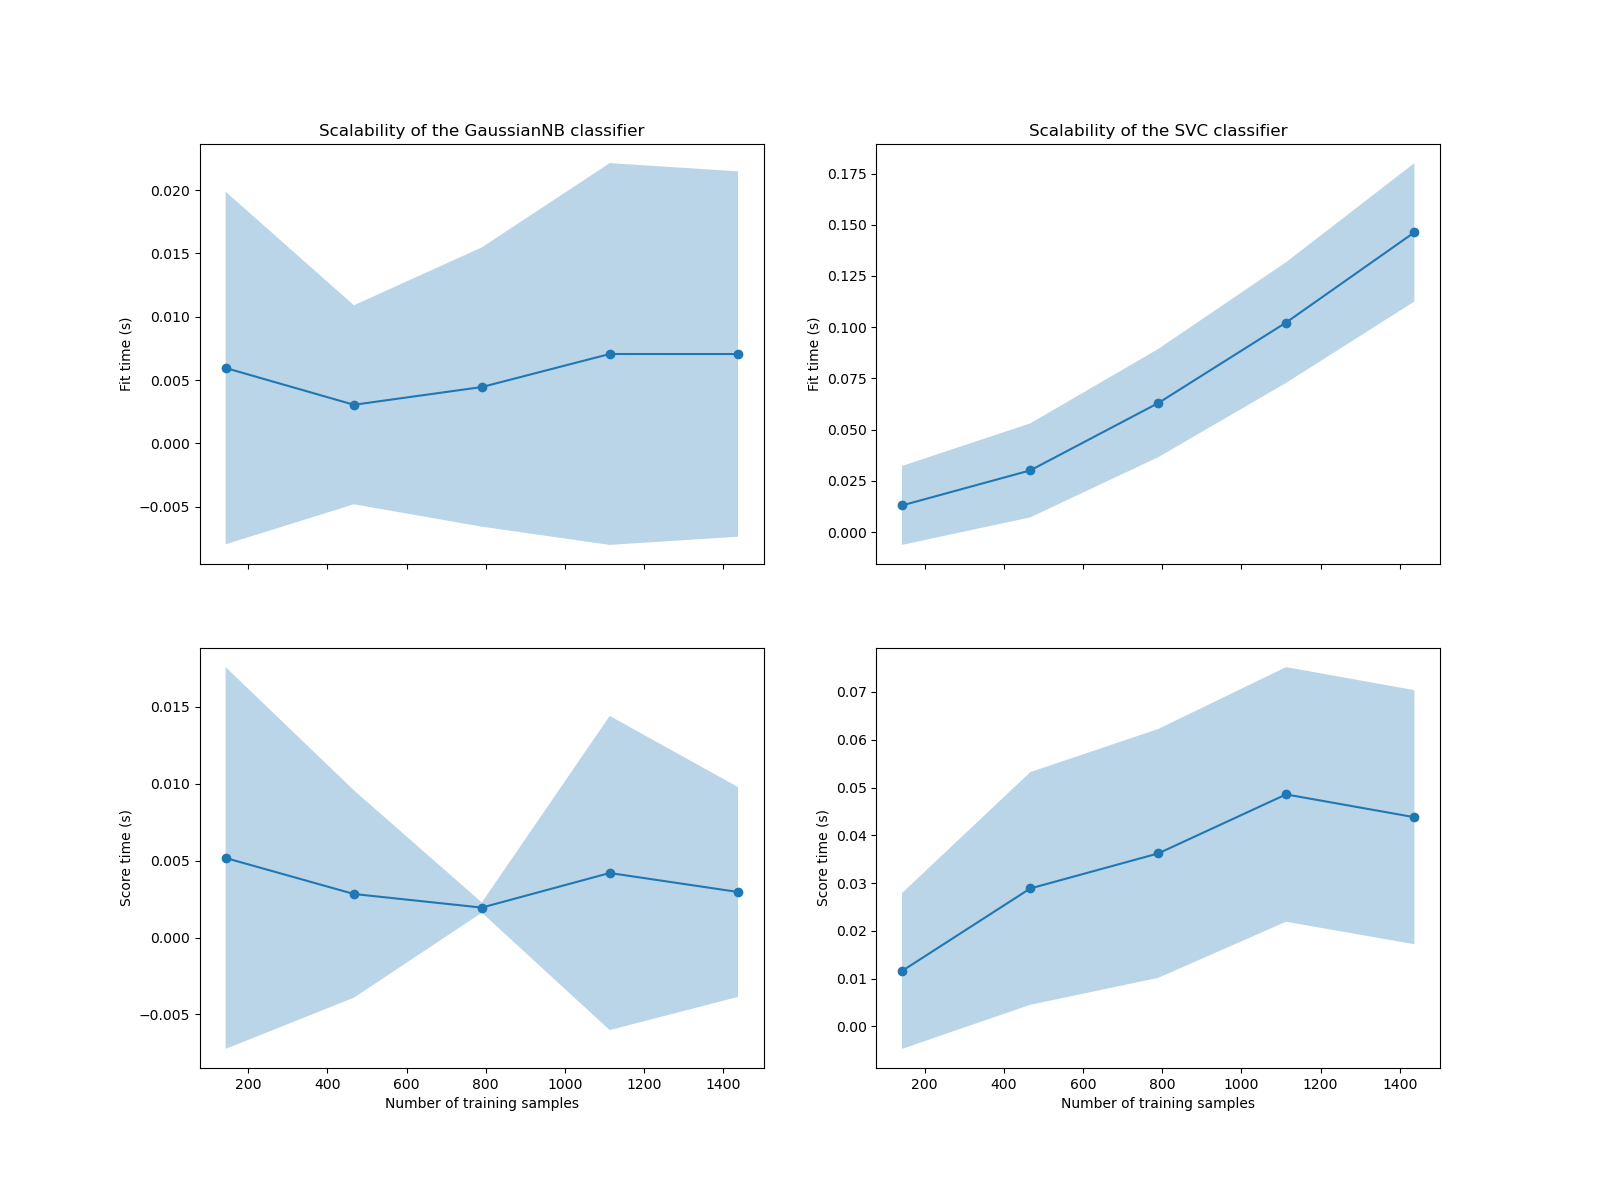 Scalability of the GaussianNB classifier
0.020
0.015
0.010
0.005
0.000
−0.005
Fit time (s)
Scalability of the SVC classifier
0.175
0.150
0.125
0.100
0.075
0.050
0.025
0.000
Fit time (s)
0.015
0.010
0.005
0.000
−0.005
Score time (s)
200 400 600 800 1000 1200 1400
Number of training samples
0.07
0.06
0.05
0.04
0.03
0.02
0.01
0.00
Score time (s)
200 400 600 800 1000 1200 1400
Number of training samples